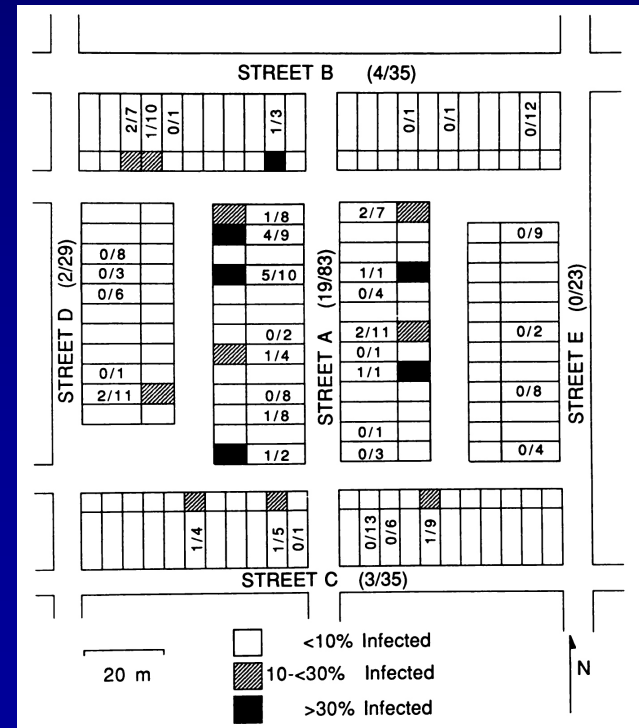 STREET B (4/35)
2/7 1/10 0/1 1/3 0/1 0/1 0/12
STREET D (2/29)
0/8
0/3
0/6
0/1
2/11
1/8
4/9
5/10
0/2
1/4
0/8
1/8
1/2
STREET A (19/83)
2/7
1/1
0/4
2/11
0/1
1/1
0/1
0/3
0/9
0/2
0/8
0/4
STREET E (0/23)
1/4 1/5 0/1 0/13 0/6 1/9
STREET C (3/35)
20 m
<10% Infected
10-<30% Infected
>30% Infected
N